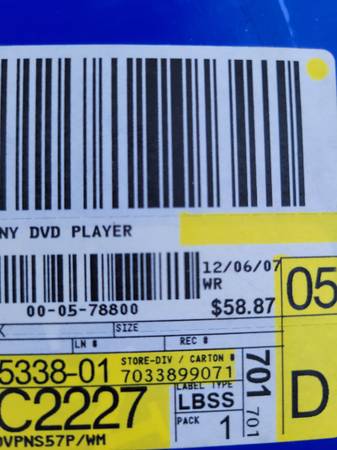 NY DVD PLAYER
12/06/07
WR
00-05-78800
$58.87
05
K
SIZE
LN #
REC #
5338-01
STORE-DIV / CARTON #
7033899071
701
701
C2227
LABEL TYPE
LBSS
D
PACK 1
DVPNS57P/WM